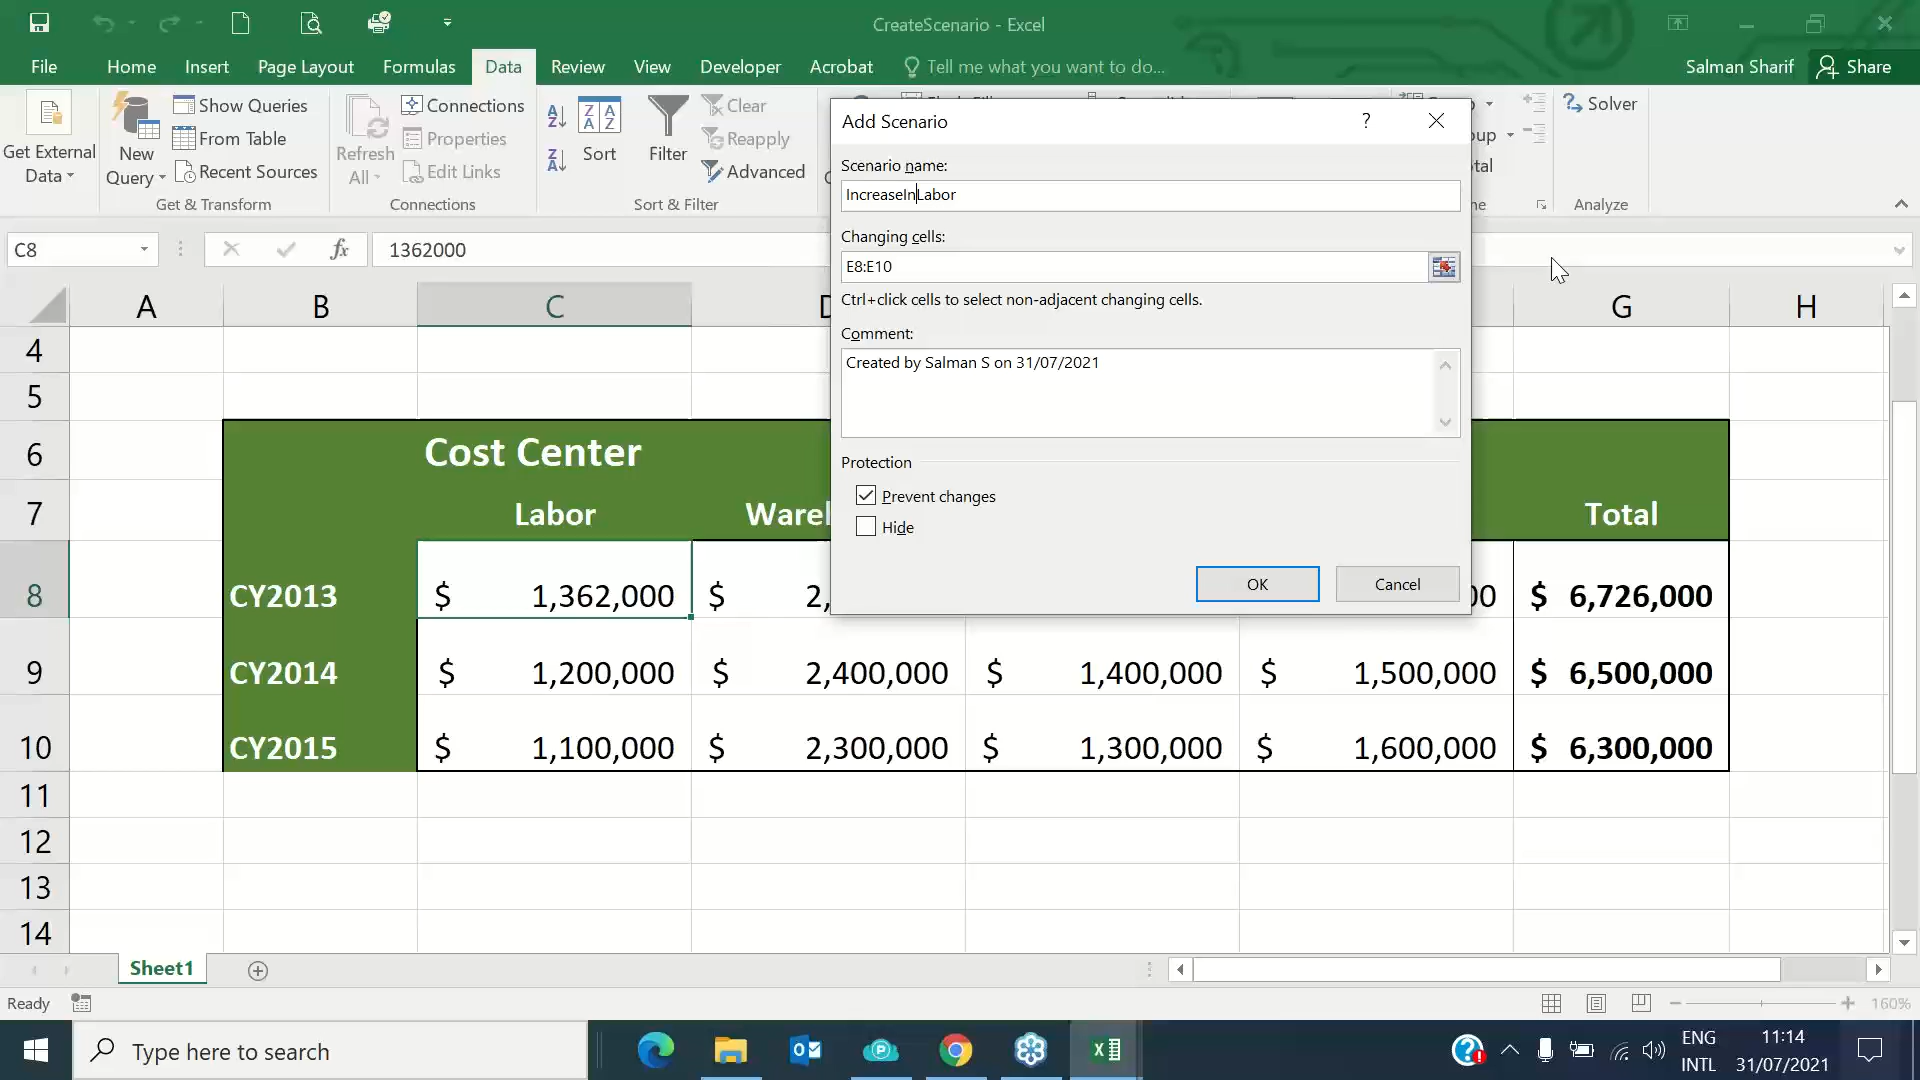 CreateScenario - Excel
File Home Insert Page Layout Formulas Data Review View Developer Acrobat Tell me what you want to do... Salman Sharif Share
Get External Data
New Query
Show Queries
From Table
Recent Sources
Get & Transform
Refresh All
Connections
Properties
Edit Links
Connections
Sort
Filter
Clear
Reapply
Advanced
Sort & Filter
Solver
Analyze
C8
fx
1362000
Add Scenario
?
Scenario name:
IncreaseInLabor
Changing cells:
E8:E10
Ctrl+click cells to select non-adjacent changing cells.
Comment:
Created by Salman S on 31/07/2021
Protection
Prevent changes
Hide
OK Cancel
A B C D G H
4
5
6 Cost Center
7 Labor Total
8 CY2013 $ 1,362,000 $ 2, 00 $ 6,726,000
9 CY2014 $ 1,200,000 $ 2,400,000 $ 1,400,000 $ 1,500,000 $ 6,500,000
10 CY2015 $ 1,100,000 $ 2,300,000 $ 1,300,000 $ 1,600,000 $ 6,300,000
11
12
13
14
Sheet1
Ready
160%
Type here to search
ENG
INTL
11:14
31/07/2021